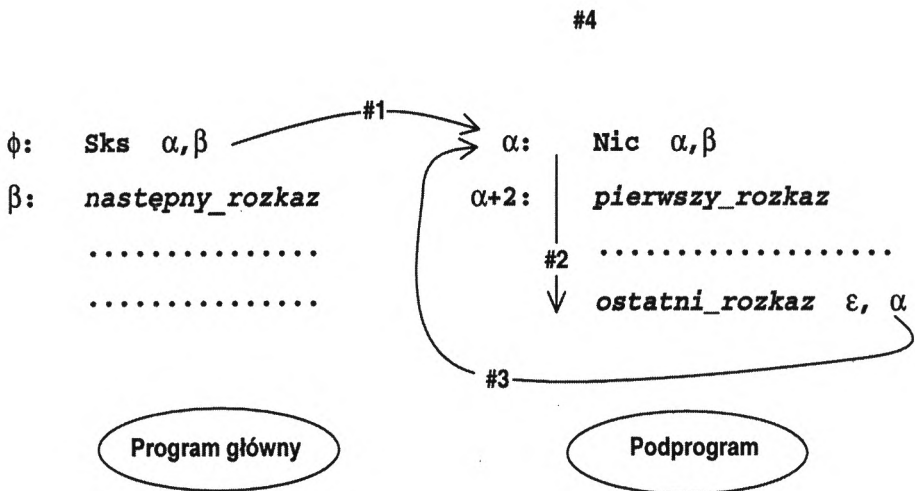 #4
#1
φ: Sks α,β α: Nic α,β
β: następny_rozkaz α+2: pierwszy_rozkaz
................ #2 ....................
................ ostatni_rozkaz ε, α
#3
Program główny Podprogram